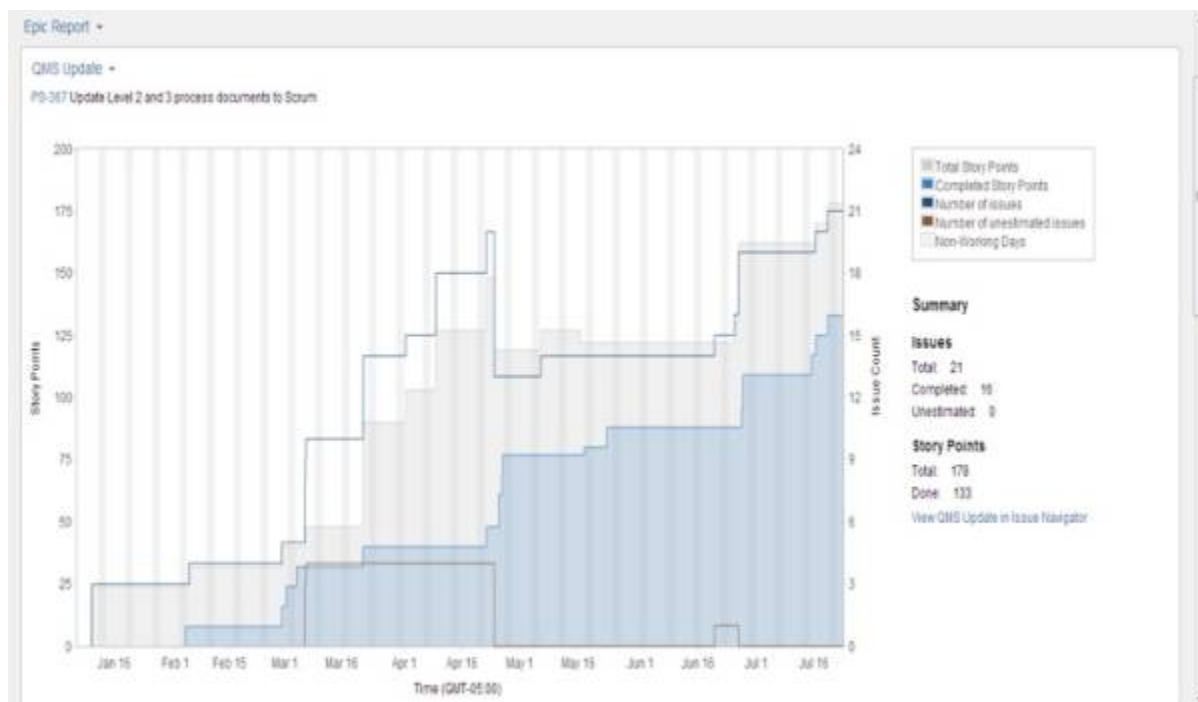 Epic Report
QMS Update
PS-367 Update Level 2 and 3 process documents to Scrum
200
175
150
125
100
75
50
25
0
Story Points
24
21
18
15
12
9
6
3
0
Issue Count
Jan 16 Feb 1 Feb 15 Mar 1 Mar 16 Apr 1 Apr 16 May 1 May 16 Jun 1 Jun 16 Jul 1 Jul 16
Time (GMT-05:00)
Total Story Points
Completed Story Points
Number of issues
Number of unestimated issues
Non-Working Days
Summary
Issues
Total: 21
Completed: 16
Unestimated: 0
Story Points
Total: 178
Done: 133
View QMS Update in Issue Navigator